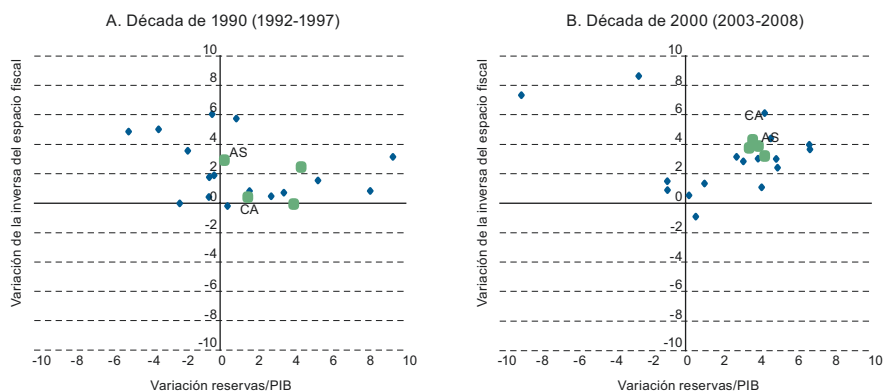 A. Década de 1990 (1992-1997)
Variación de la inversa del espacio fiscal
10
8
6
4
2
0
-2
-4
-6
-8
-10
AS
CA
-10 -8 -6 -4 -2 0 2 4 6 8 10
Variación reservas/PIB
B. Década de 2000 (2003-2008)
Variación de la inversa del espacio fiscal
10
8
6
4
2
0
-2
-4
-6
-8
-10
CA
AS
-10 -8 -6 -4 -2 0 2 4 6 8 10
Variación reservas/PIB